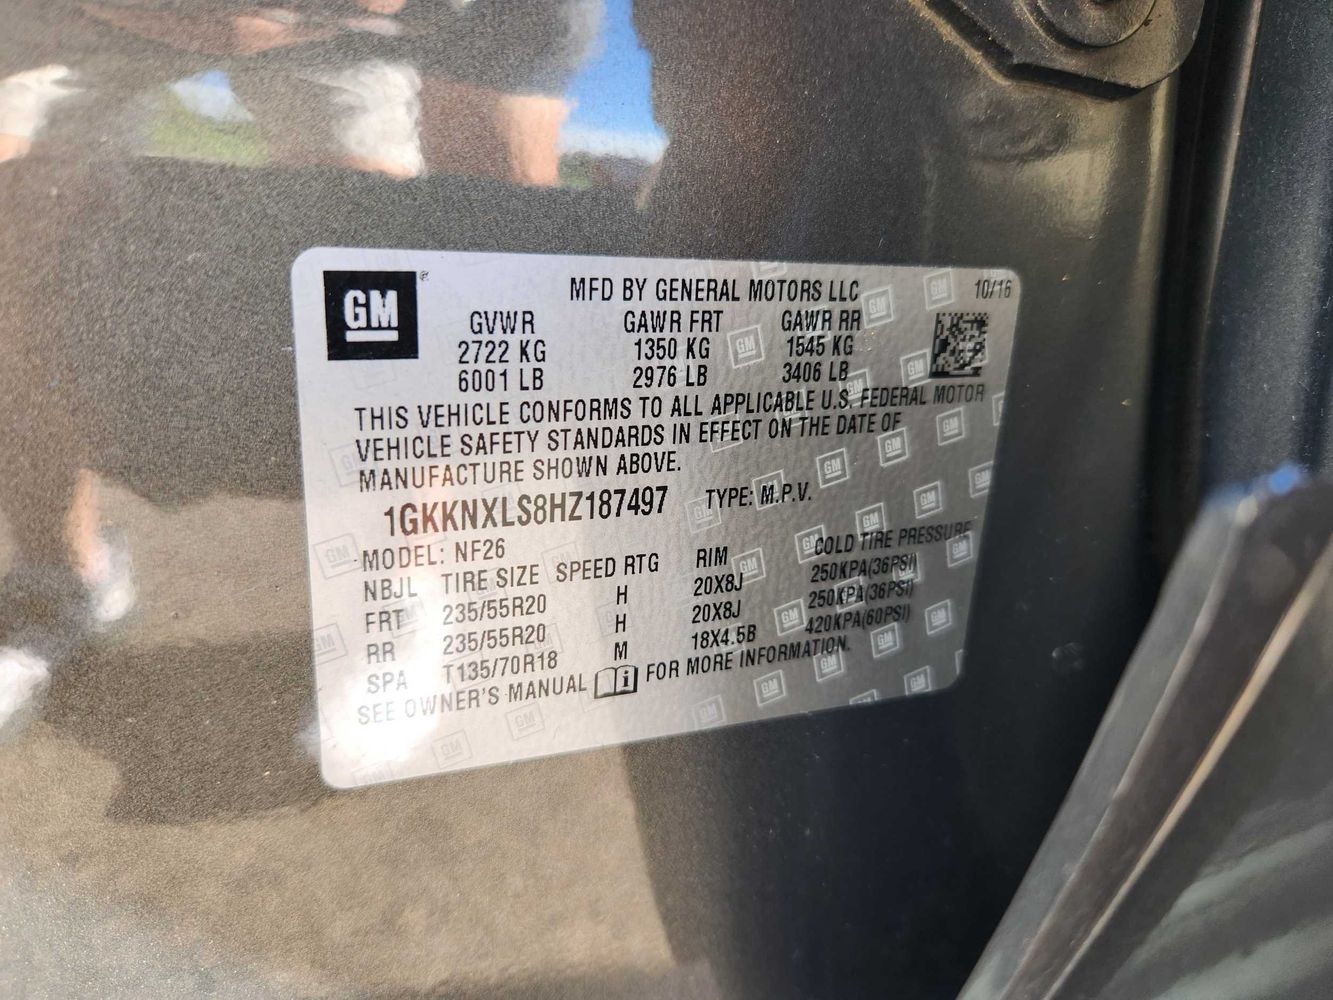 GM
MFD BY GENERAL MOTORS LLC 10/16
GVWR GAWR FRT GAWR RR
2722 KG 1350 KG 1545 KG
6001 LB 2976 LB 3406 LB
THIS VEHICLE CONFORMS TO ALL APPLICABLE U.S. FEDERAL MOTOR
VEHICLE SAFETY STANDARDS IN EFFECT ON THE DATE OF
MANUFACTURE SHOWN ABOVE.
1GKKNXLS8HZ187497 TYPE: M.P.V.
MODEL: NF26
NBJL TIRE SIZE SPEED RTG RIM COLD TIRE PRESSURE
FRT 235/55R20 H 20X8J 250KPA(36PSI)
RR 235/55R20 H 20X8J 250KPA(36PSI)
SPA T135/70R18 M 18X4.5B 420KPA(60PSI)
SEE OWNER'S MANUAL FOR MORE INFORMATION.